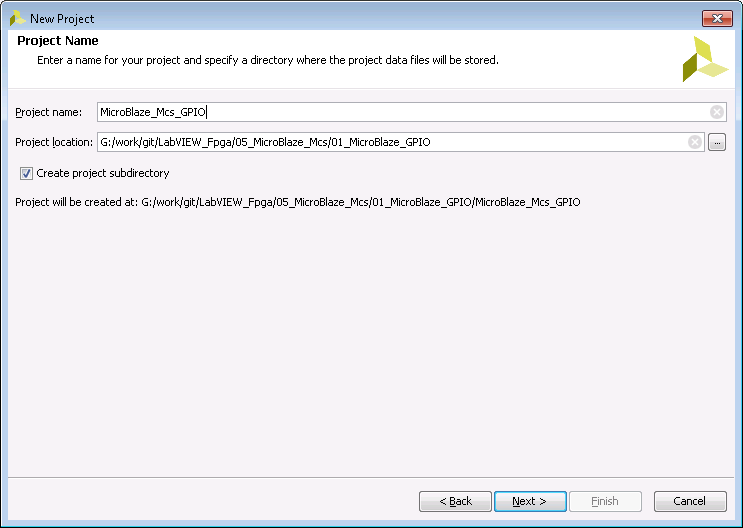 New Project
Project Name
Enter a name for your project and specify a directory where the project data files will be stored.
Project name: MicroBlaze_Mcs_GPIO
Project location: G:/work/git/LabVIEW_Fpga/05_MicroBlaze_Mcs/01_MicroBlaze_GPIO ...
Create project subdirectory
Project will be created at: G:/work/git/LabVIEW_Fpga/05_MicroBlaze_Mcs/01_MicroBlaze_GPIO/MicroBlaze_Mcs_GPIO
< Back Next > Finish Cancel